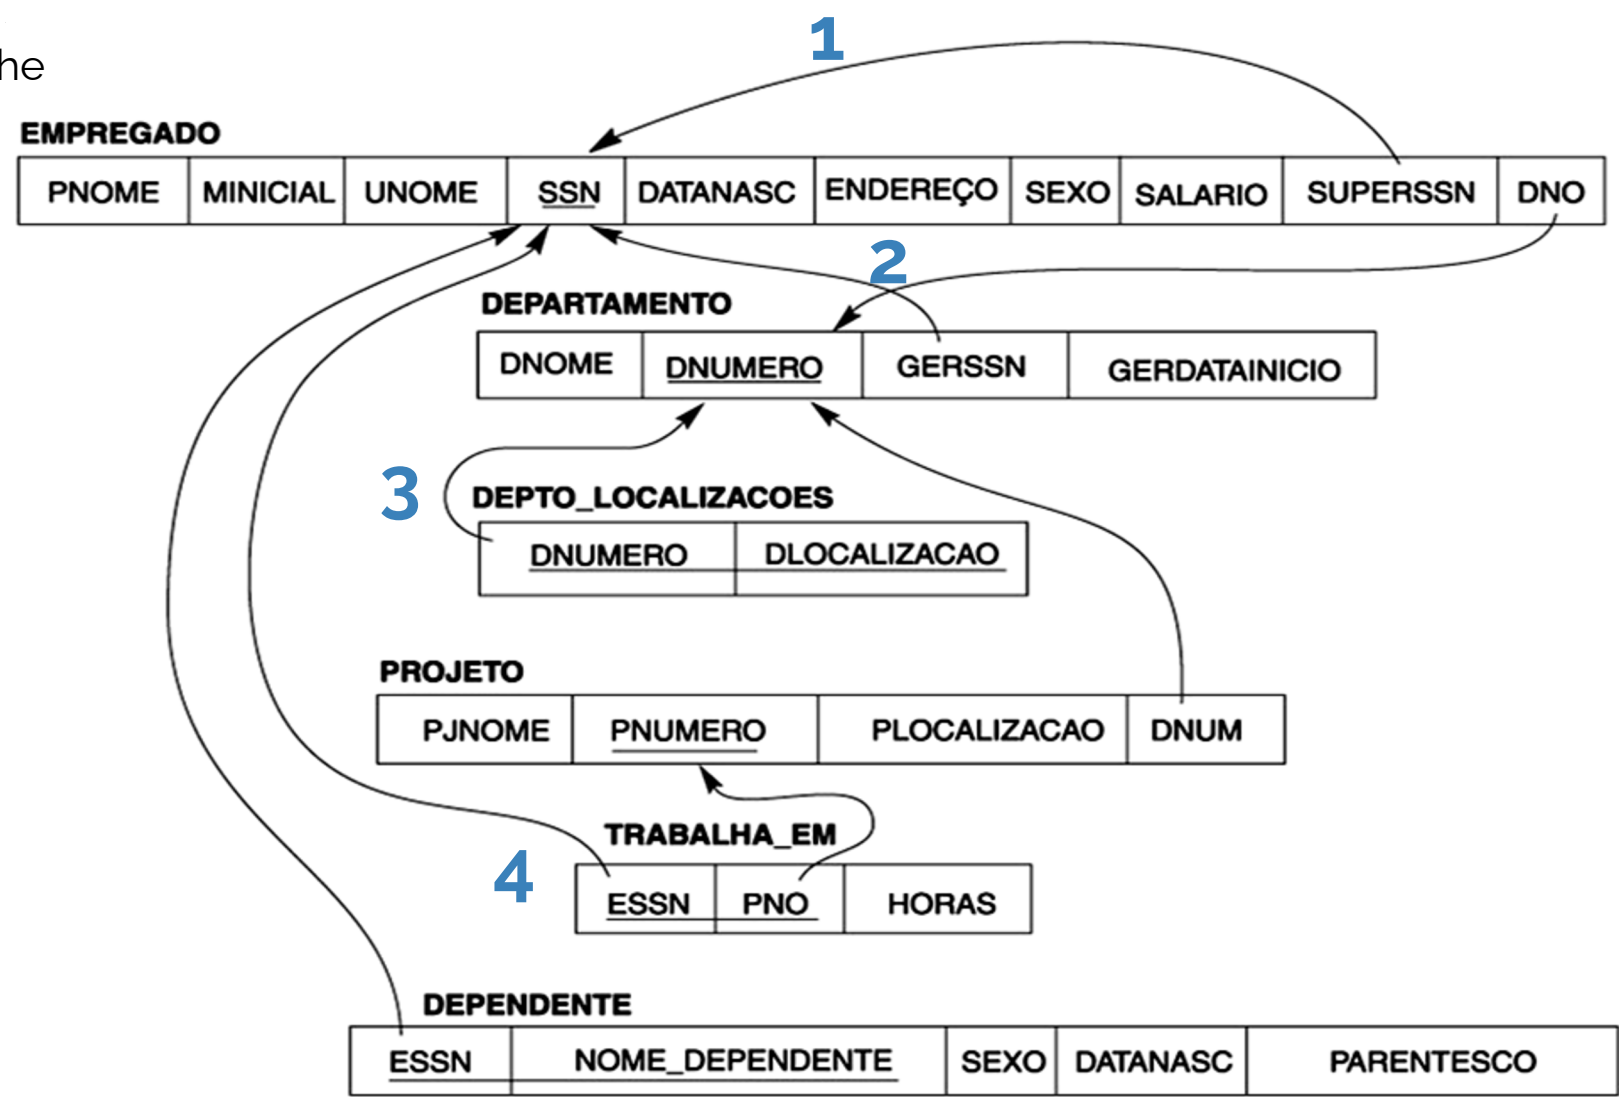 1
he
EMPREGADO
PNOME MINICIAL UNOME SSN DATANASC ENDEREÇO SEXO SALARIO SUPERSSN DNO
2
DEPARTAMENTO
DNOME DNUMERO GERSSN GERDATAINICIO
3
DEPTO_LOCALIZACOES
DNUMERO DLOCALIZACAO
PROJETO
PJNOME PNUMERO PLOCALIZACAO DNUM
TRABALHA_EM
4
ESSN PNO HORAS
DEPENDENTE
ESSN NOME_DEPENDENTE SEXO DATANASC PARENTESCO